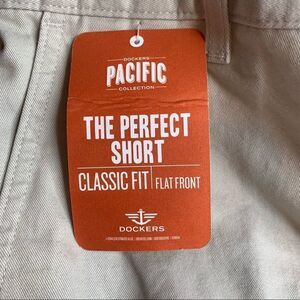 DOCKERS
PACIFIC
COLLECTION
THE PERFECT
SHORT
CLASSIC FIT FLAT FRONT
DOCKERS